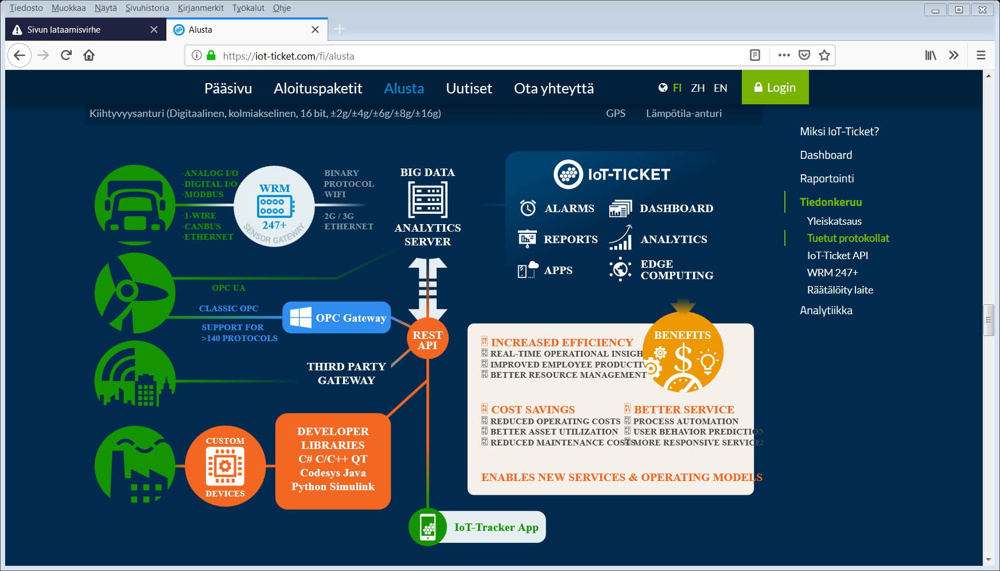 Tiedosto Muokkaa Näytä Sivuhistoria Kirjanmerkit Työkalut Ohje
Sivun lataamisvirhe
Alusta
https://iot-ticket.com/fi/alusta
Pääsivu Aloituspaketit Alusta Uutiset Ota yhteyttä FI ZH EN Login
Kiihtyvyysanturi (Digitaalinen, kolmiakselinen, 16 bit, ±2g/±4g/±6g/±8g/±16g) GPS Lämpötila-anturi
·ANALOG I/O
·DIGITAL I/O
·MODBUS
·1-WIRE
·CANBUS
·ETHERNET
WRM
247+
SENSOR GATEWAY
·BINARY
PROTOCOL
·WIFI
·2G / 3G
·ETHERNET
BIG DATA
ANALYTICS
SERVER
IoT-TICKET
ALARMS
DASHBOARD
REPORTS
ANALYTICS
APPS
EDGE
COMPUTING
OPC UA
CLASSIC OPC
SUPPORT FOR
>140 PROTOCOLS
OPC Gateway
REST
API
THIRD PARTY
GATEWAY
CUSTOM
DEVICES
DEVELOPER
LIBRARIES
C# C/C++ QT
Codesys Java
Python Simulink
IoT-Tracker App
BENEFITS
$
INCREASED EFFICIENCY
REAL-TIME OPERATIONAL INSIGH
IMPROVED EMPLOYEE PRODUCTIV
BETTER RESOURCE MANAGEMENT
COST SAVINGS
REDUCED OPERATING COSTS
BETTER ASSET UTILIZATION
REDUCED MAINTENANCE COSTS
BETTER SERVICE
PROCESS AUTOMATION
USER BEHAVIOR PREDICTION
MORE RESPONSIVE SERVICES
ENABLES NEW SERVICES & OPERATING MODELS
Miksi IoT-Ticket?
Dashboard
Raportointi
Tiedonkeruu
Yleiskatsaus
Tuetut protokollat
IoT-Ticket API
WRM 247+
Räätälöity laite
Analytiikka